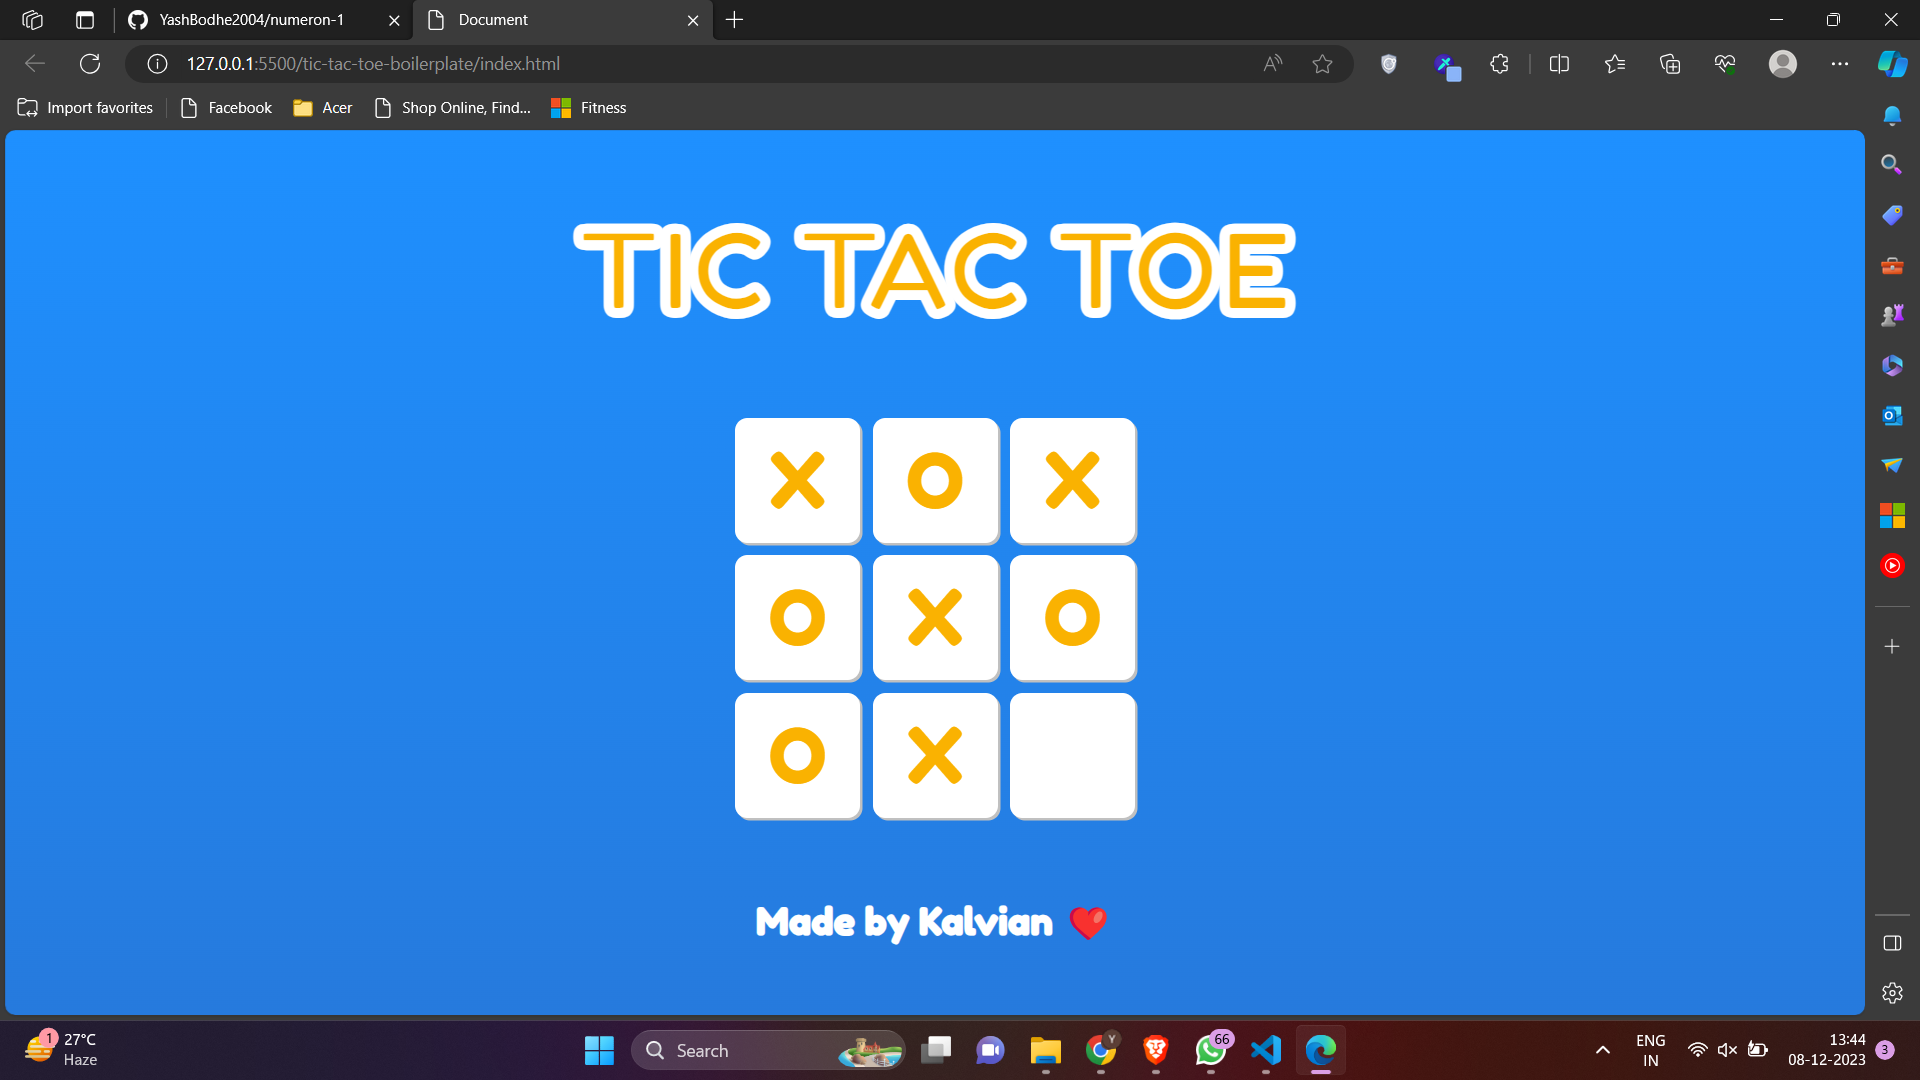 YashBodhe2004/numeron-1
Document
127.0.0.1:5500/tic-tac-toe-boilerplate/index.html
Import favorites
Facebook
Acer
Shop Online, Find...
Fitness
TIC TAC TOE
X O X
O X O
O X
Made by Kalvian ❤️
1
27°C
Haze
Search
Y
66
ENG
IN
13:44
08-12-2023
3